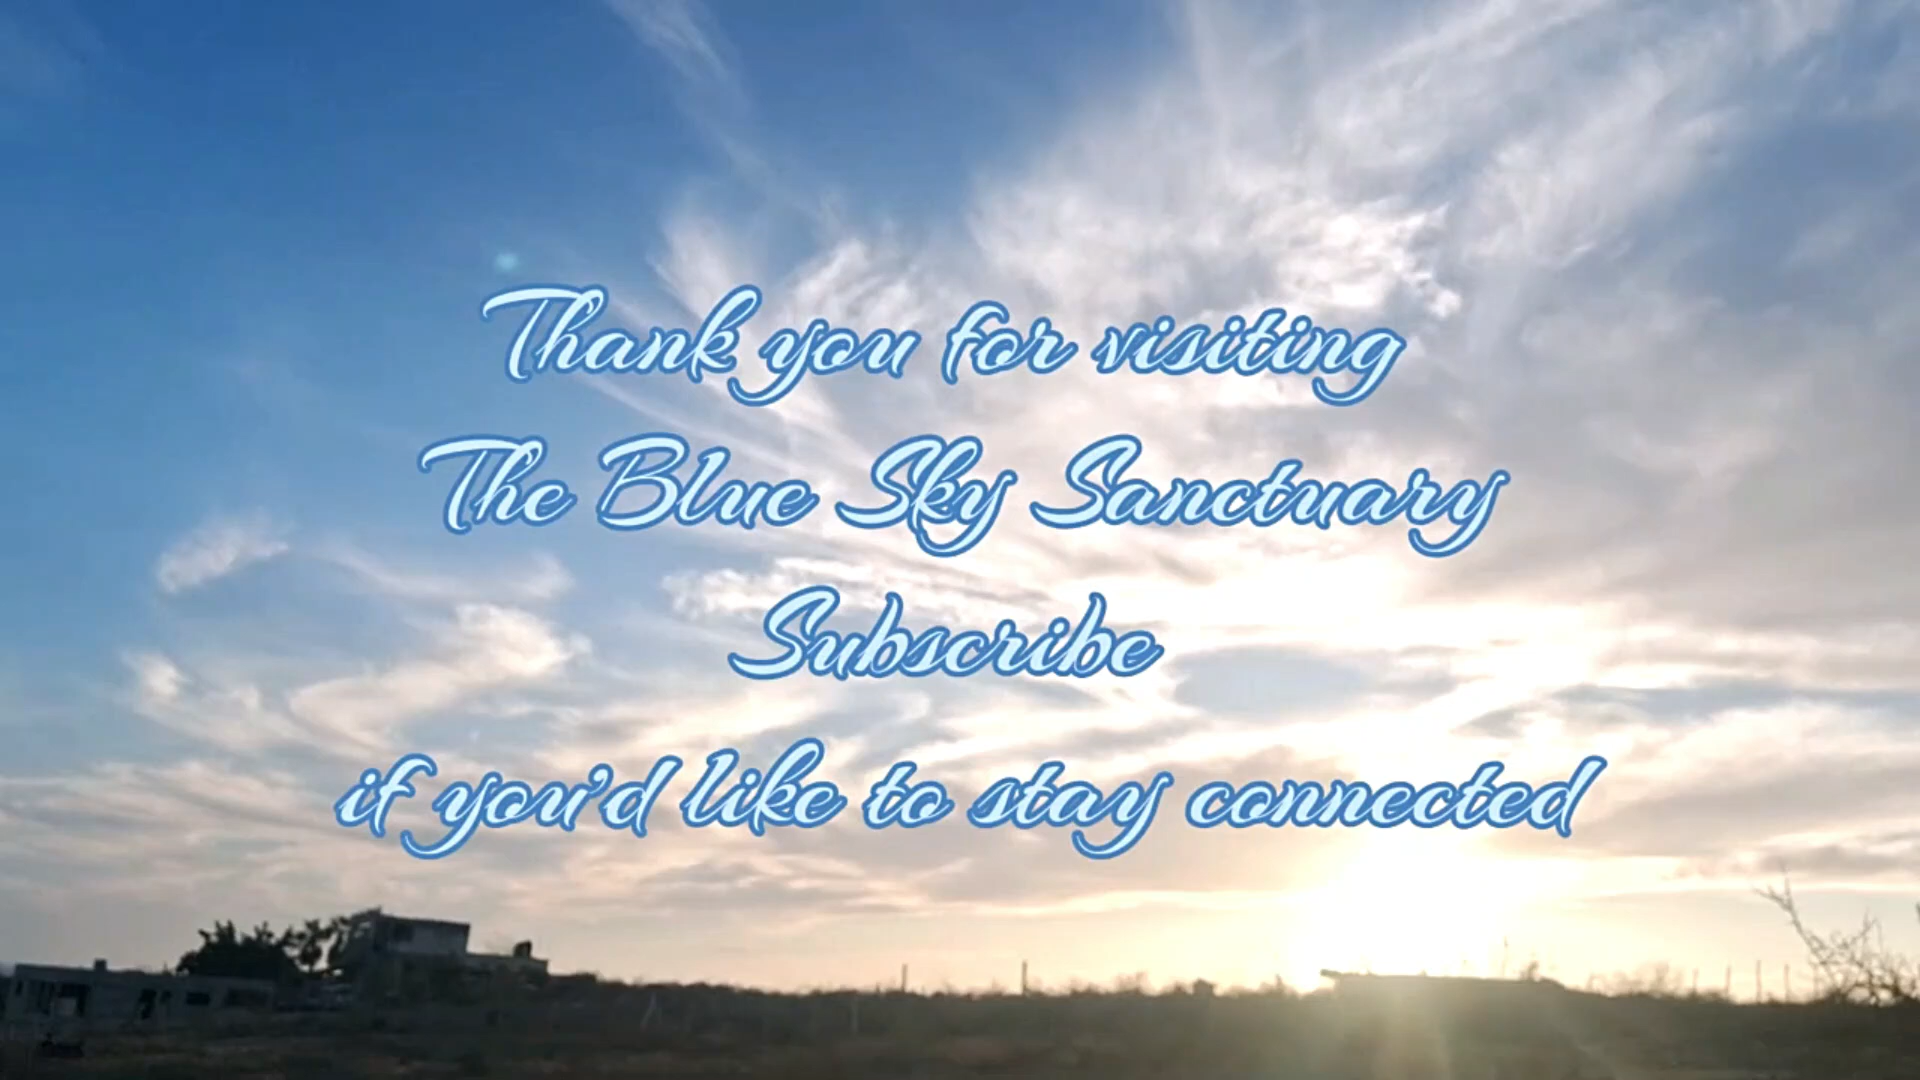 Thank you for visiting
The Blue Sky Sanctuary
Subscribe
if you'd like to stay connected